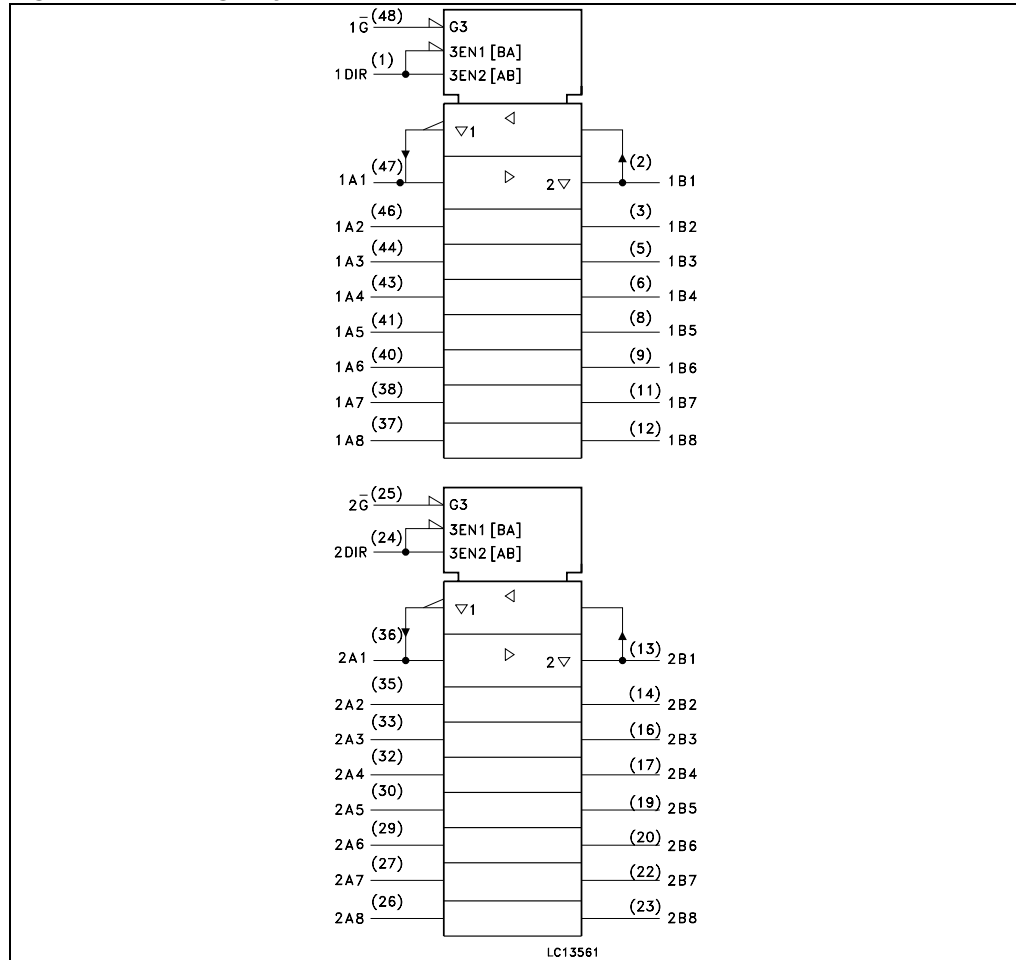 1G̅ (48) G3
3EN1 [BA]
1DIR (1) 3EN2 [AB]
▽1 ◁
1A1 (47) ▷ 2▽ (2) 1B1
1A2 (46) (3) 1B2
1A3 (44) (5) 1B3
1A4 (43) (6) 1B4
1A5 (41) (8) 1B5
1A6 (40) (9) 1B6
1A7 (38) (11) 1B7
1A8 (37) (12) 1B8
2G̅ (25) G3
3EN1 [BA]
2DIR (24) 3EN2 [AB]
▽1 ◁
2A1 (36) ▷ 2▽ (13) 2B1
2A2 (35) (14) 2B2
2A3 (33) (16) 2B3
2A4 (32) (17) 2B4
2A5 (30) (19) 2B5
2A6 (29) (20) 2B6
2A7 (27) (22) 2B7
2A8 (26) (23) 2B8
LC13561